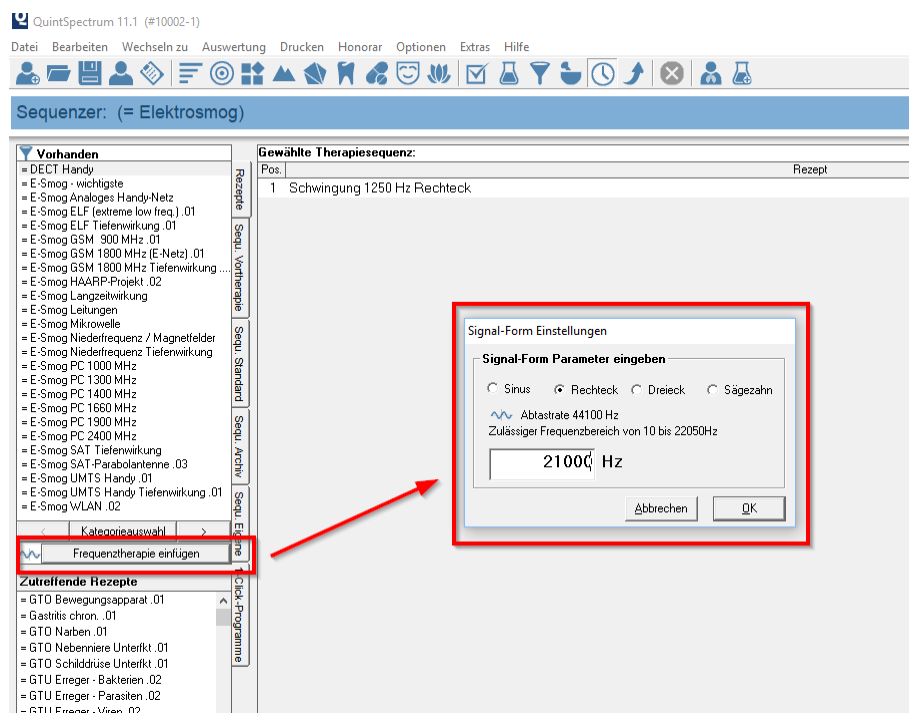 QuintSpectrum 11.1 (#10002-1)
Datei Bearbeiten Wechseln zu Auswertung Drucken Honorar Optionen Extras Hilfe
Sequenzer: (= Elektrosmog)
Vorhanden
= DECT Handy
= E-Smog - wichtigste
= E-Smog Analoges Handy-Netz
= E-Smog ELF (extreme low freq.) .01
= E-Smog ELF Tiefenwirkung .01
= E-Smog GSM 900 MHz .01
= E-Smog GSM 1800 MHz (E-Netz) .01
= E-Smog GSM 1800 MHz Tiefenwirkung ....
= E-Smog HAARP-Projekt .02
= E-Smog Langzeitwirkung
= E-Smog Leitungen
= E-Smog Mikrowelle
= E-Smog Niederfrequenz / Magnetfelder
= E-Smog Niederfrequenz Tiefenwirkung
= E-Smog PC 1000 MHz
= E-Smog PC 1300 MHz
= E-Smog PC 1400 MHz
= E-Smog PC 1660 MHz
= E-Smog PC 1900 MHz
= E-Smog PC 2400 MHz
= E-Smog SAT Tiefenwirkung
= E-Smog SAT-Parabolantenne .03
= E-Smog UMTS Handy .01
= E-Smog UMTS Handy Tiefenwirkung .01
= E-Smog WLAN .02
< Kategorieauswahl >
Frequenztherapie einfügen
Zutreffende Rezepte
= GTO Bewegungsapparat .01
= Gastritis chron. .01
= GTO Narben .01
= GTO Nebenniere Unterfkt .01
= GTO Schilddrüse Unterfkt .01
= GTU Erreger - Bakterien .02
= GTU Erreger - Parasiten .02
= GTU Erreger - Viren .02
Rezepte
Sequ. Vortherapie
Sequ. Standard
Sequ. Archiv
Sequ. Eigene
1-Click-Programme
Gewählte Therapiesequenz:
Pos. Rezept
1 Schwingung 1250 Hz Rechteck
Signal-Form Einstellungen
Signal-Form Parameter eingeben
Sinus Rechteck Dreieck Sägezahn
Abtastrate 44100 Hz
Zulässiger Frequenzbereich von 10 bis 22050Hz
21000 Hz
Abbrechen OK